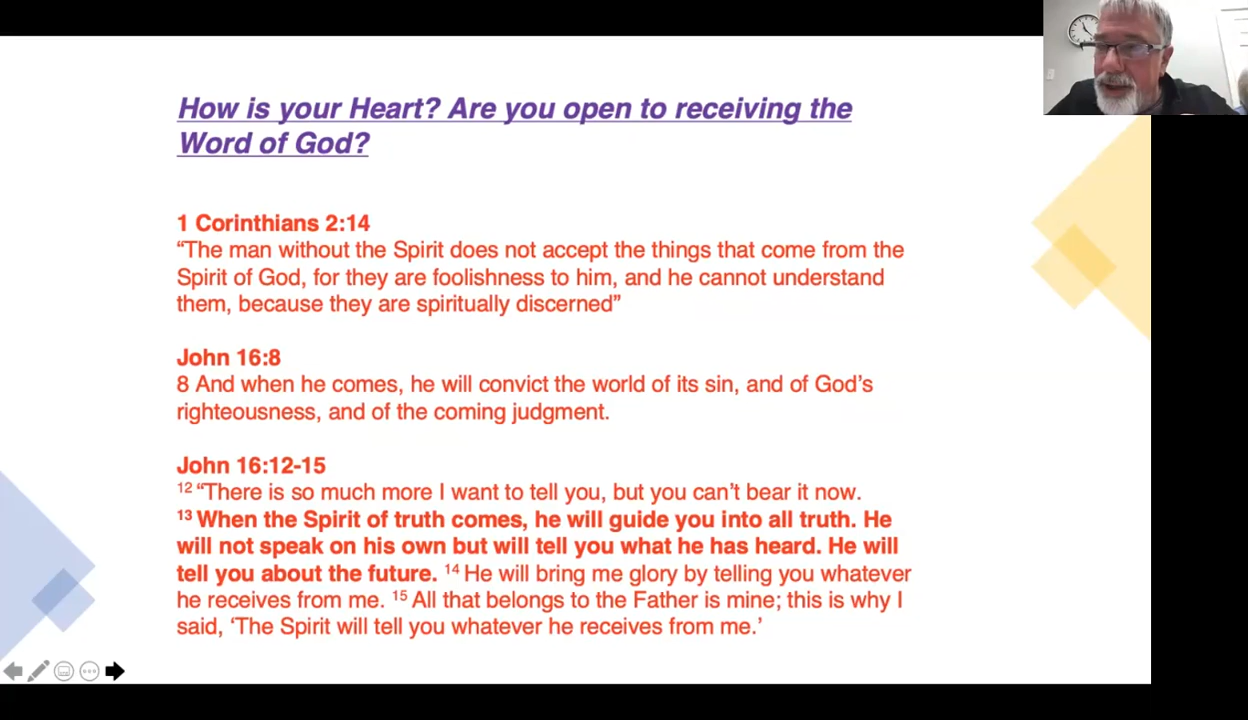 How is your Heart? Are you open to receiving the
Word of God?
1 Corinthians 2:14
“The man without the Spirit does not accept the things that come from the
Spirit of God, for they are foolishness to him, and he cannot understand
them, because they are spiritually discerned”
John 16:8
8 And when he comes, he will convict the world of its sin, and of God’s
righteousness, and of the coming judgment.
John 16:12-15
12 “There is so much more I want to tell you, but you can’t bear it now.
13 When the Spirit of truth comes, he will guide you into all truth. He
will not speak on his own but will tell you what he has heard. He will
tell you about the future. 14 He will bring me glory by telling you whatever
he receives from me. 15 All that belongs to the Father is mine; this is why I
said, ‘The Spirit will tell you whatever he receives from me.’